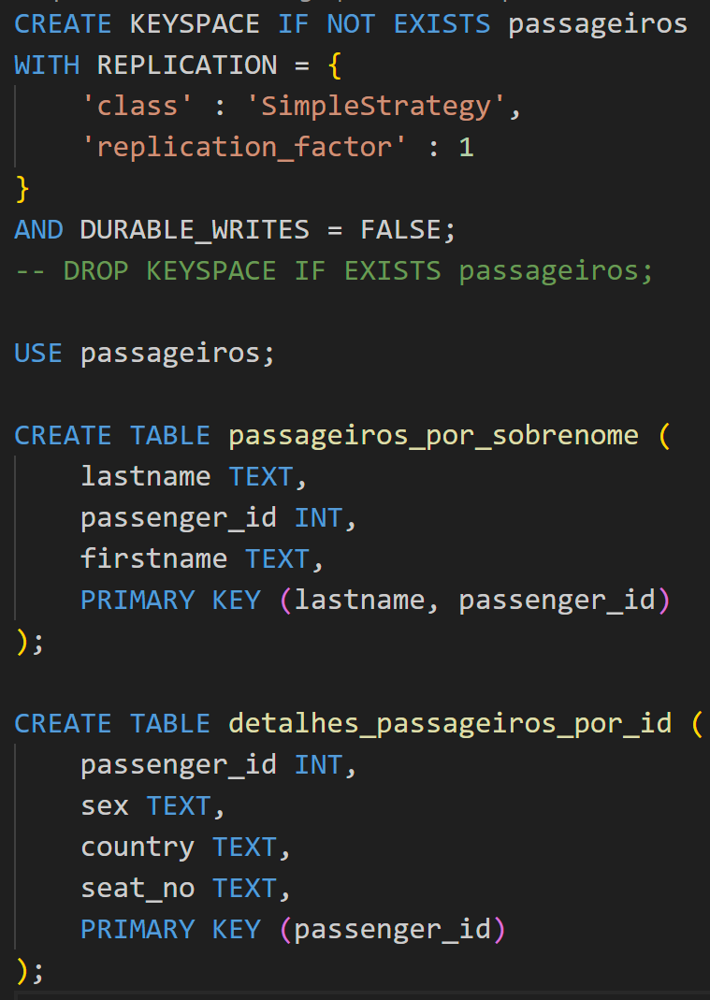 CREATE KEYSPACE IF NOT EXISTS passageiros
WITH REPLICATION = {
'class' : 'SimpleStrategy',
'replication_factor' : 1
}
AND DURABLE_WRITES = FALSE;
-- DROP KEYSPACE IF EXISTS passageiros;
USE passageiros;
CREATE TABLE passageiros_por_sobrenome (
lastname TEXT,
passenger_id INT,
firstname TEXT,
PRIMARY KEY (lastname, passenger_id)
);
CREATE TABLE detalhes_passageiros_por_id (
passenger_id INT,
sex TEXT,
country TEXT,
seat_no TEXT,
PRIMARY KEY (passenger_id)
);